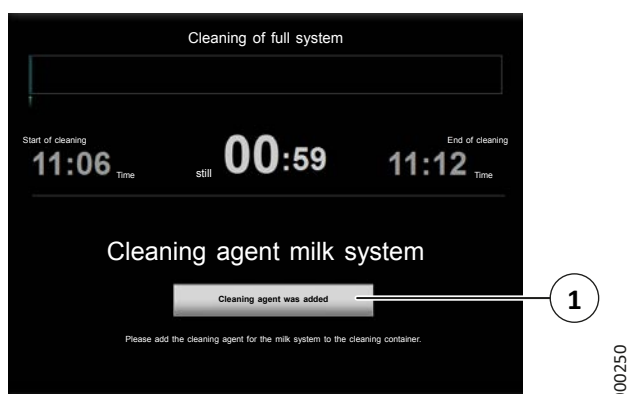 Cleaning of full system
Start of cleaning
11:06 Time
still 00:59
End of cleaning
11:12 Time
Cleaning agent milk system
Cleaning agent was added
1
Please add the cleaning agent for the milk system to the cleaning container.
000250